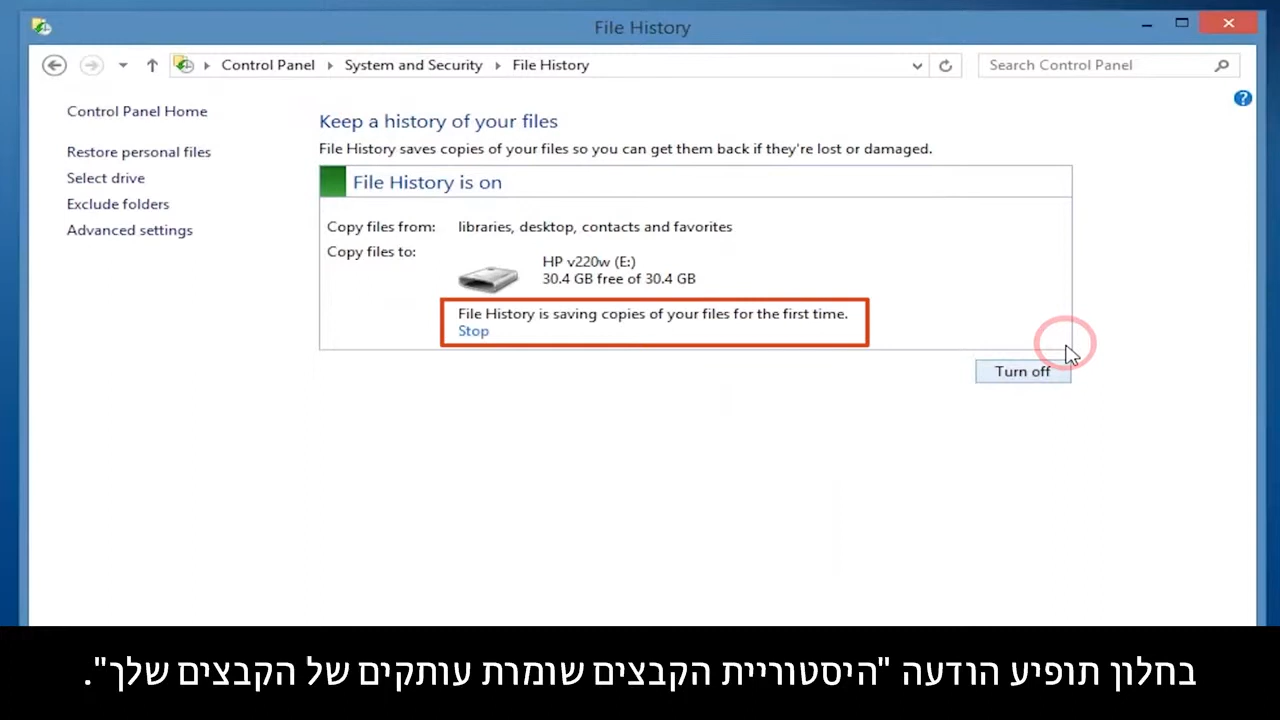 File History
Control Panel System and Security File History
Search Control Panel
?
Control Panel Home
Restore personal files
Select drive
Exclude folders
Advanced settings
Keep a history of your files
File History saves copies of your files so you can get them back if they're lost or damaged.
File History is on
Copy files from: libraries, desktop, contacts and favorites
Copy files to:
HP v220w (E:)
30.4 GB free of 30.4 GB
File History is saving copies of your files for the first time.
Stop
Turn off
בחלון תופיע הודעה "היסטוריית הקבצים שומרת עותקים של הקבצים שלך".